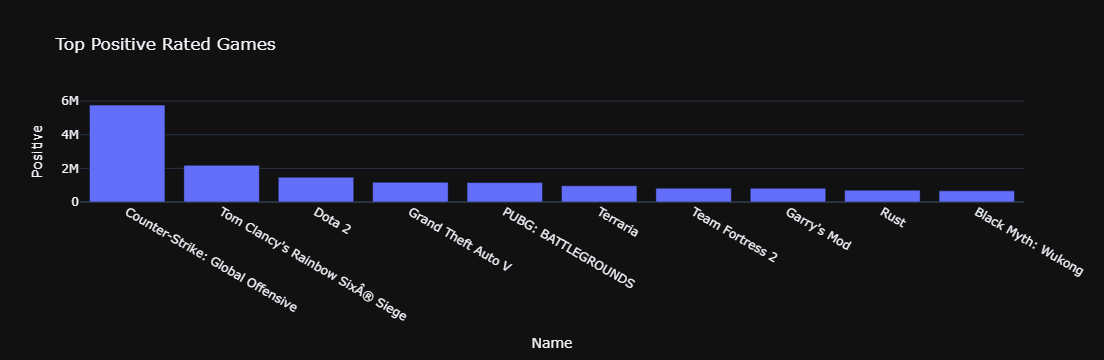 Top Positive Rated Games
Positive
6M
4M
2M
0
Counter-Strike: Global Offensive
Tom Clancy's Rainbow SixÂ® Siege
Dota 2
Grand Theft Auto V
PUBG: BATTLEGROUNDS
Terraria
Team Fortress 2
Garry's Mod
Rust
Black Myth: Wukong
Name